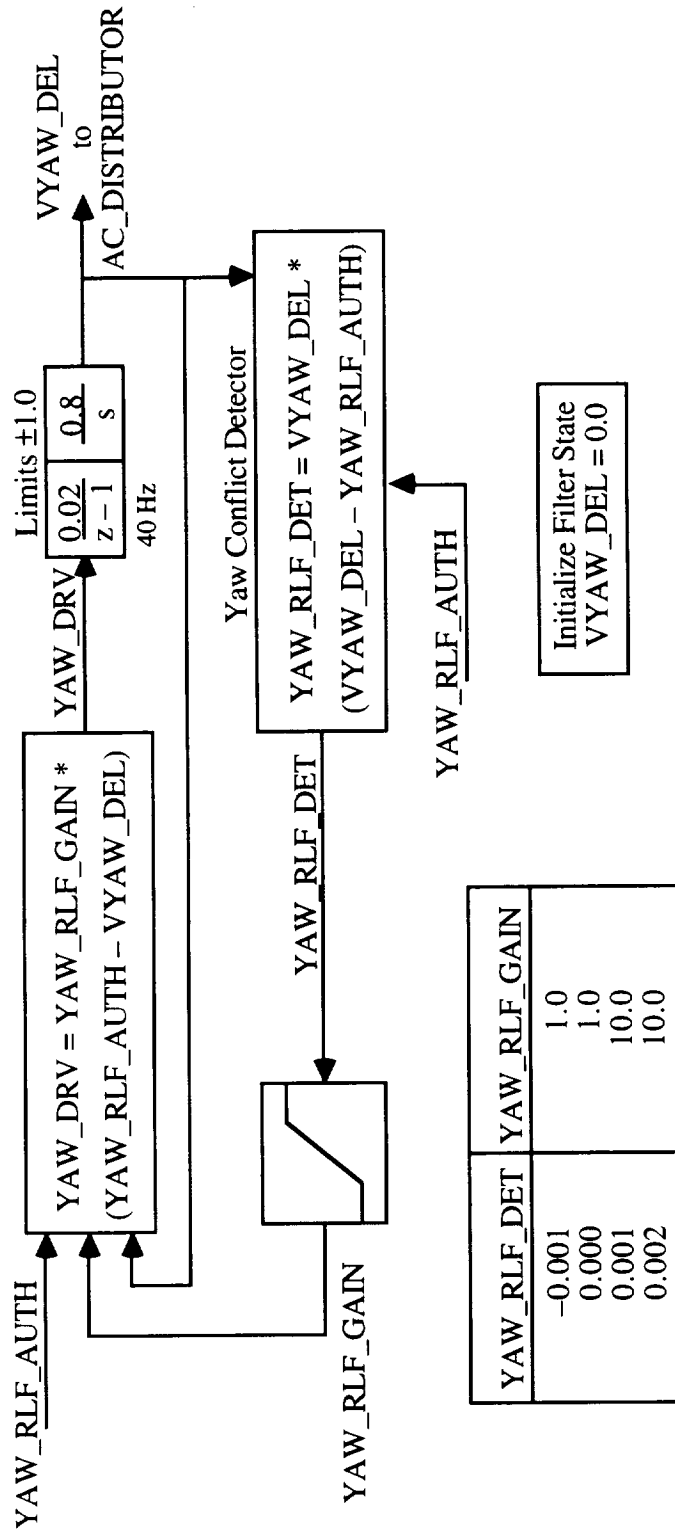 YAW_RLF_AUTH
YAW_DRV = YAW_RLF_GAIN *
(YAW_RLF_AUTH – VYAW_DEL)
YAW_DRV
Limits ±1.0
0.02
z – 1
0.8
s
40 Hz
VYAW_DEL
to
AC_DISTRIBUTOR
YAW_RLF_GAIN
YAW_RLF_DET
Yaw Conflict Detector
YAW_RLF_DET = VYAW_DEL *
(VYAW_DEL – YAW_RLF_AUTH)
YAW_RLF_AUTH
YAW_RLF_DET YAW_RLF_GAIN
–0.001 1.0
0.000 1.0
0.001 10.0
0.002 10.0
Initialize Filter State
VYAW_DEL = 0.0